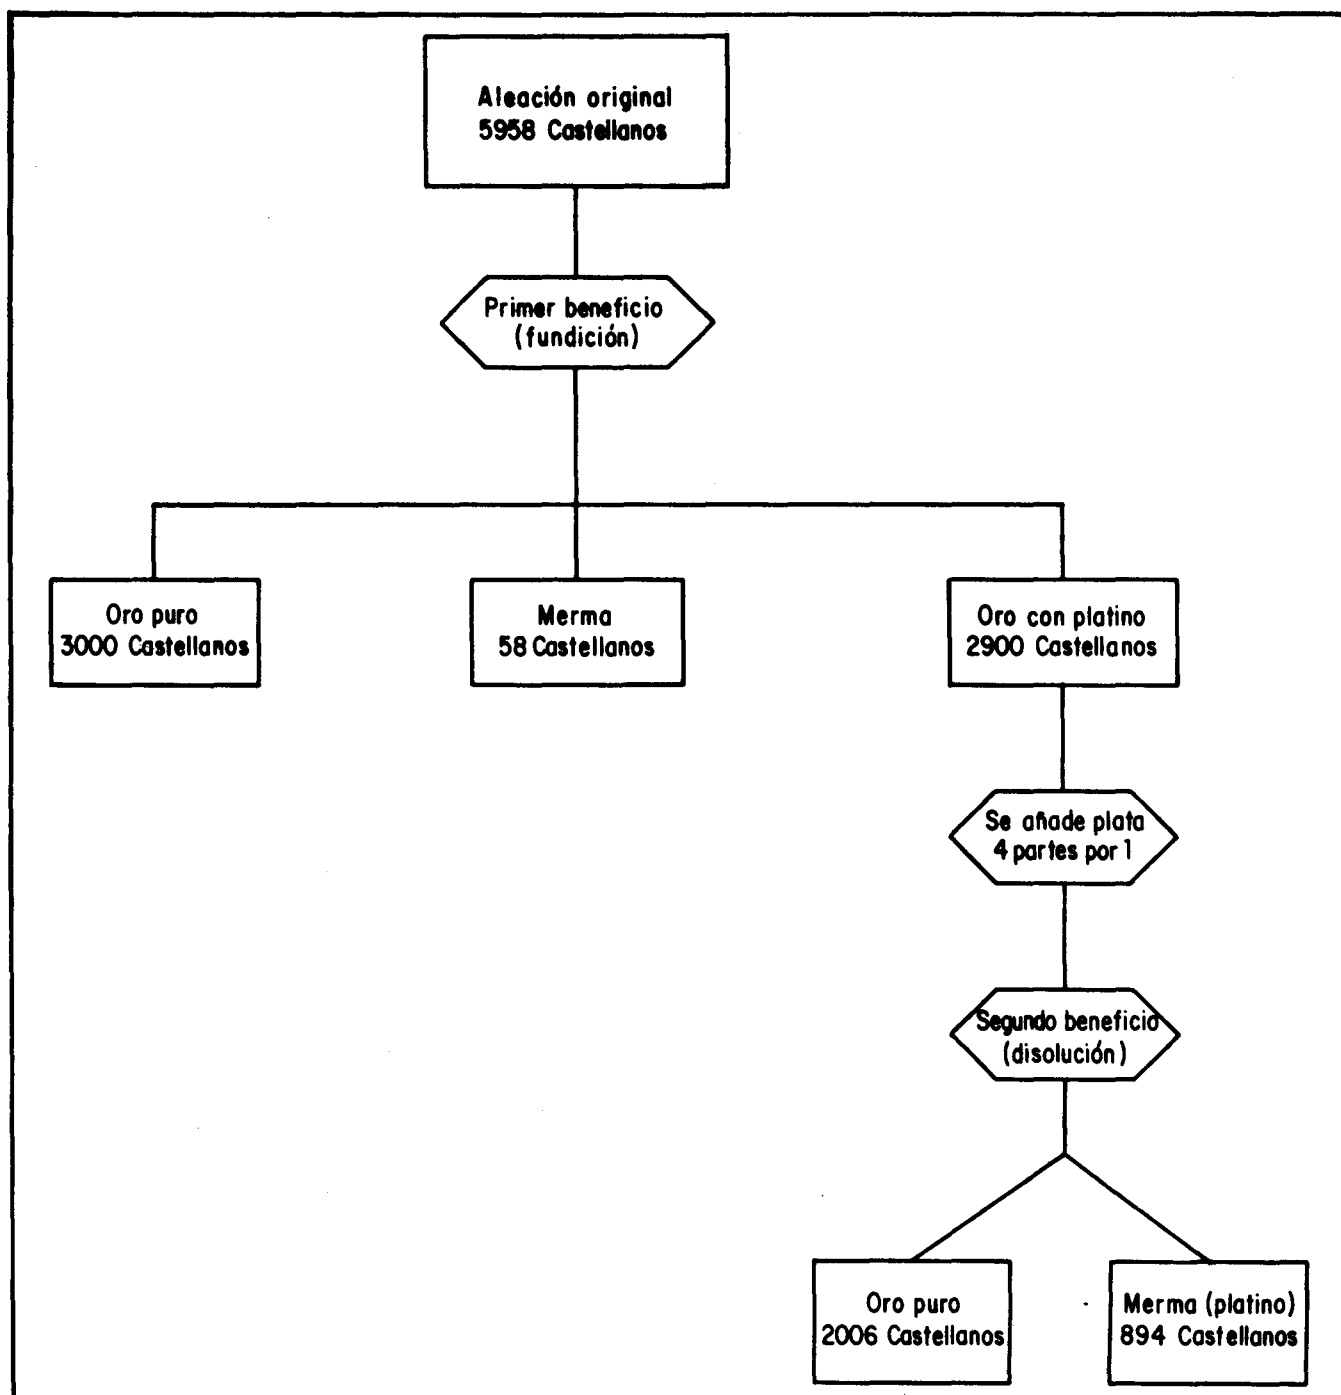 Aleación original
5958 Castellanos
Primer beneficio
(fundición)
Oro puro
3000 Castellanos
Merma
58 Castellanos
Oro con platino
2900 Castellanos
Se añade plata
4 partes por 1
Segundo beneficio
(disolución)
Oro puro
2006 Castellanos
Merma (platino)
894 Castellanos